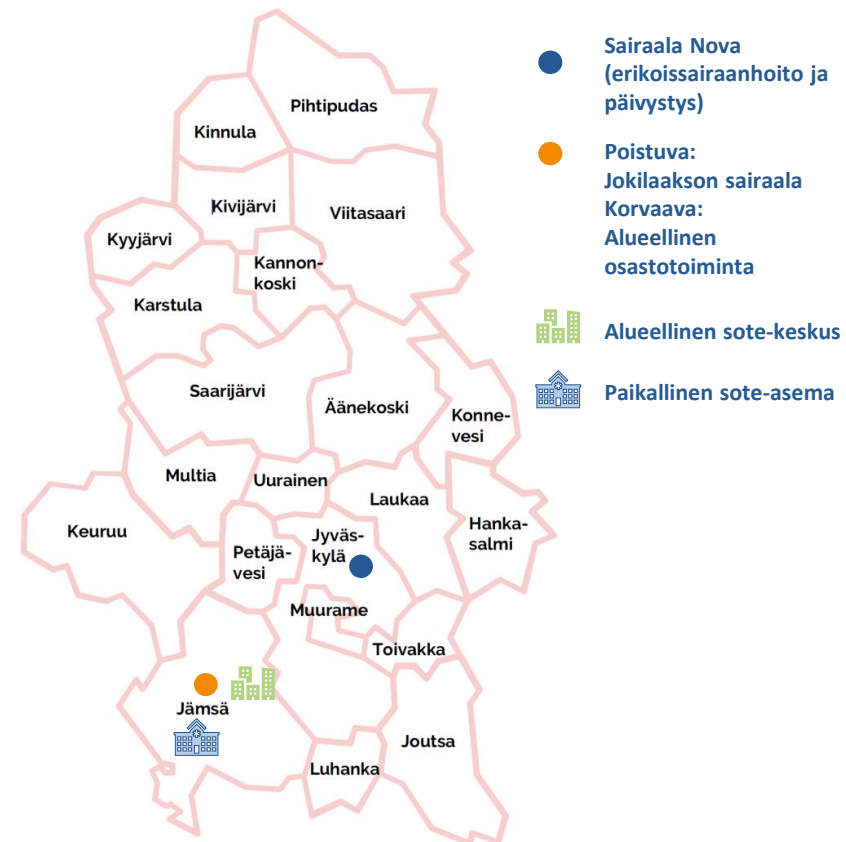 Pihtipudas
Kinnula
Kivijärvi
Viitasaari
Kyyjärvi
Kannon-
koski
Karstula
Saarijärvi
Äänekoski
Konne-
vesi
Multia
Uurainen
Laukaa
Keuruu
Hanka-
salmi
Jyväs-
kylä
Petäjä-
vesi
Muurame
Toivakka
Jämsä
Joutsa
Luhanka
Sairaala Nova
(erikoissairaanhoito ja
päivystys)
Poistuva:
Jokilaakson sairaala
Korvaava:
Alueellinen
osastotoiminta
Alueellinen sote-keskus
Paikallinen sote-asema